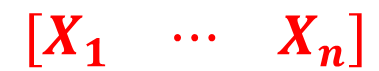 [X₁ ⋯ Xₙ]